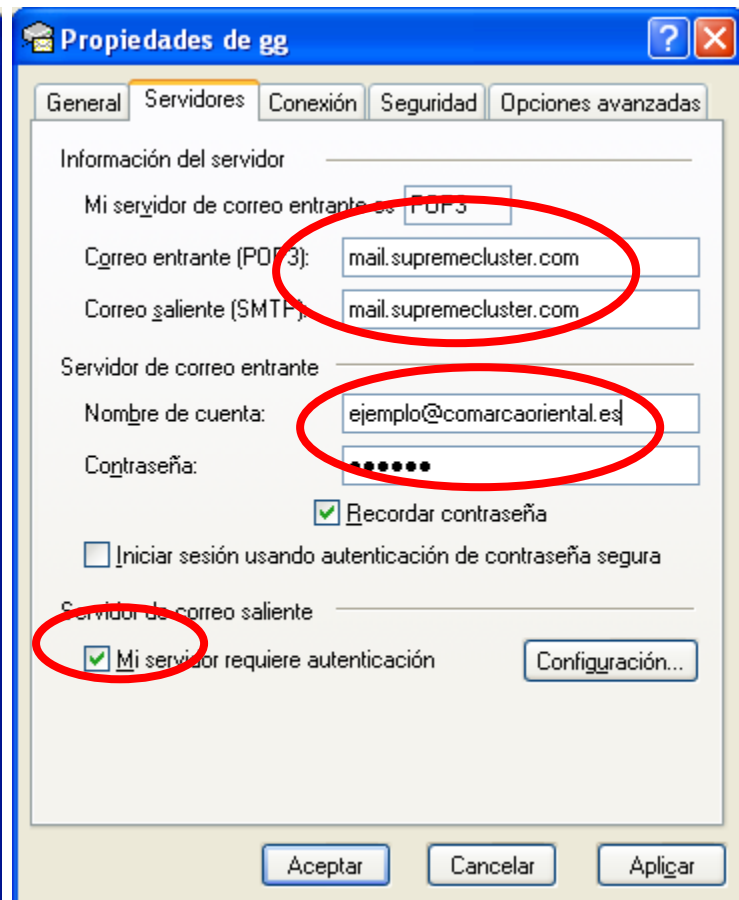 Propiedades de gg
General Servidores Conexión Seguridad Opciones avanzadas
Información del servidor
Mi servidor de correo entrante es POP3
Correo entrante (POP3): mail.supremecluster.com
Correo saliente (SMTP): mail.supremecluster.com
Servidor de correo entrante
Nombre de cuenta: ejemplo@comarcaoriental.es
Contraseña: ●●●●●●
Recordar contraseña
Iniciar sesión usando autenticación de contraseña segura
Servidor de correo saliente
Mi servidor requiere autenticación Configuración...
Aceptar Cancelar Aplicar